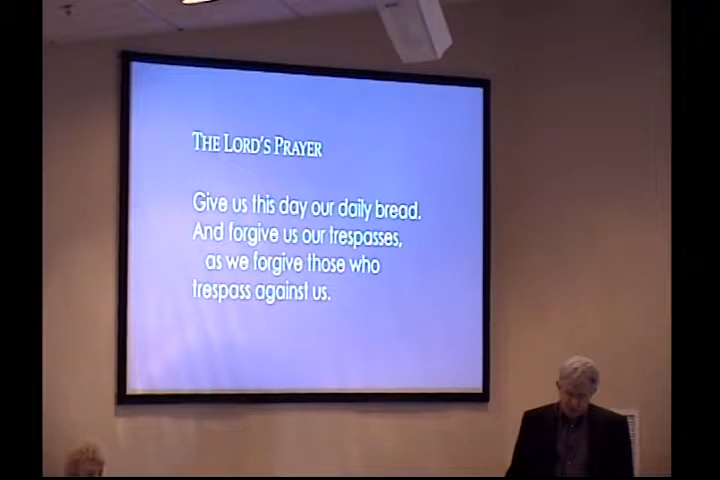 The Lord's Prayer
Give us this day our daily bread.
And forgive us our trespasses,
as we forgive those who
trespass against us.